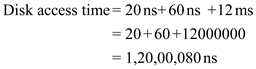 Disk access time = 20 ns+ 60 ns +12 ms
= 20 + 60 + 12000000
= 1,20,00,080 ns